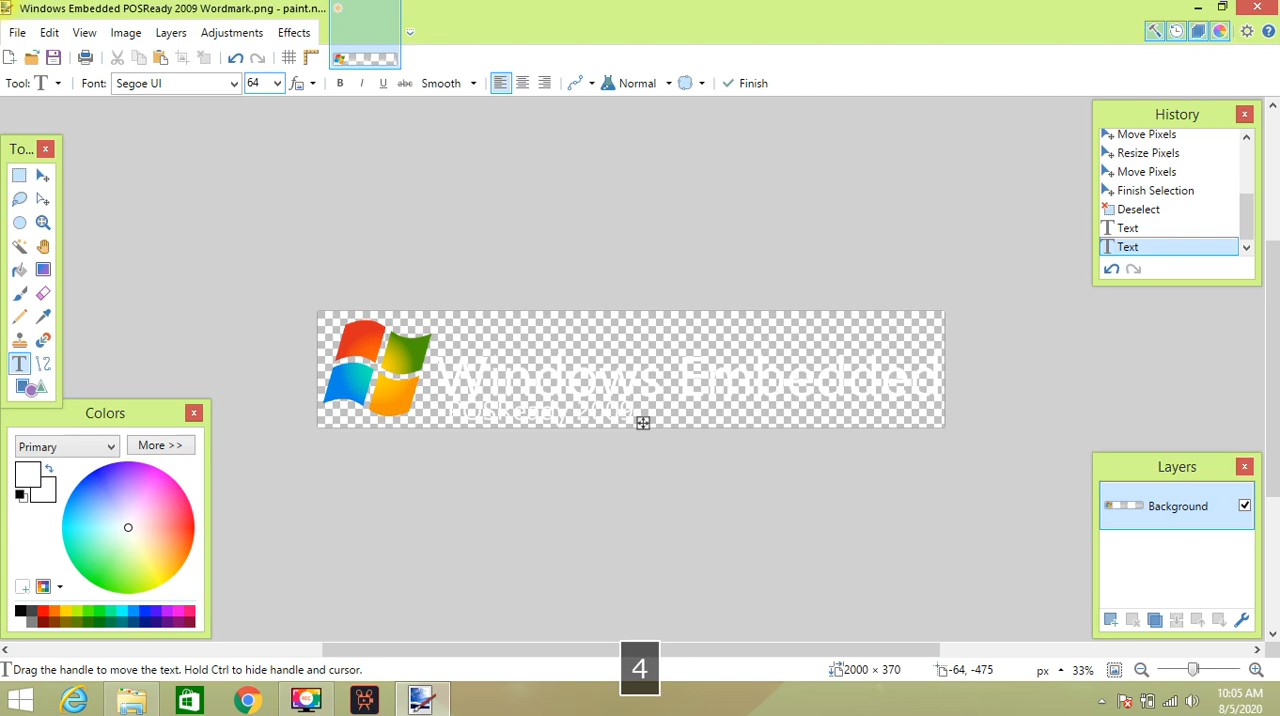 Windows Embedded POSReady 2009 Wordmark.png - paint.n...
File Edit View Image Layers Adjustments Effects
Tool: T Font: Segoe UI 64 fx B I U abc Smooth Normal Finish
To...
History
Move Pixels
Resize Pixels
Move Pixels
Finish Selection
Deselect
Text
Text
Windows Embedded
POSReady 2009
Colors
Primary More >>
Layers
Background
Drag the handle to move the text. Hold Ctrl to hide handle and cursor.
4
2000 × 370 -64, -475 px 33%
10:05 AM
8/5/2020